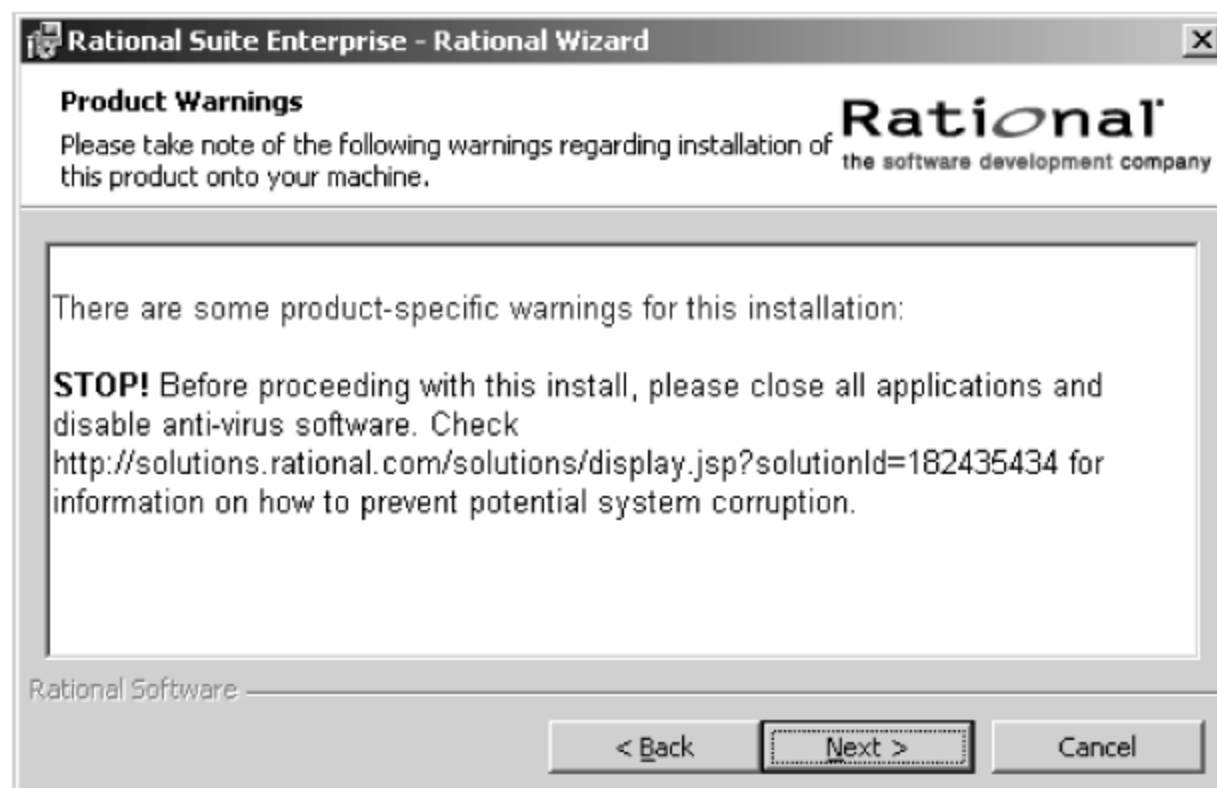 Rational Suite Enterprise - Rational Wizard
Product Warnings
Please take note of the following warnings regarding installation of
this product onto your machine.
Rational
the software development company
There are some product-specific warnings for this installation:
STOP! Before proceeding with this install, please close all applications and
disable anti-virus software. Check
http://solutions.rational.com/solutions/display.jsp?solutionId=182435434 for
information on how to prevent potential system corruption.
Rational Software
< Back
Next >
Cancel